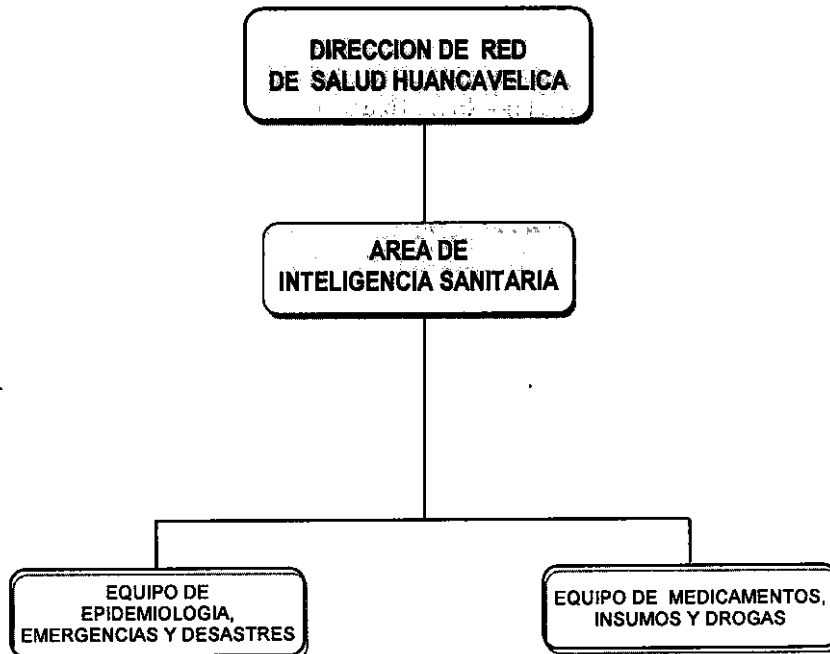 DIRECCION DE RED
DE SALUD HUANCAVELICA
AREA DE
INTELIGENCIA SANITARIA
EQUIPO DE
EPIDEMIOLOGIA,
EMERGENCIAS Y DESASTRES
EQUIPO DE MEDICAMENTOS,
INSUMOS Y DROGAS